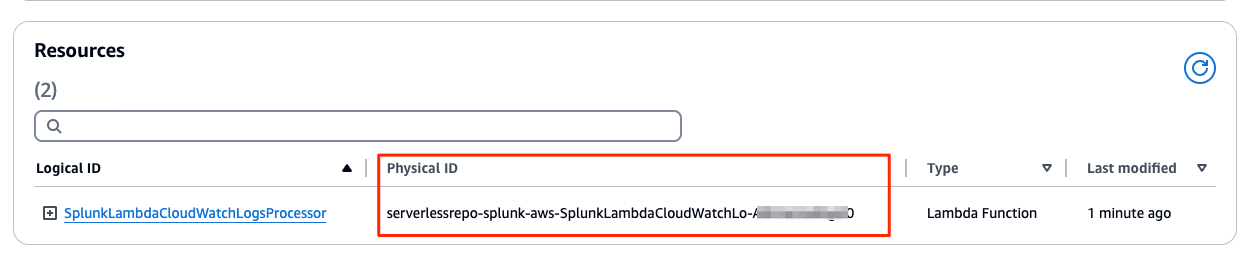 Resources
(2)
Logical ID Physical ID Type Last modified
SplunkLambdaCloudWatchLogsProcessor serverlessrepo-splunk-aws-SplunkLambdaCloudWatchLo- Lambda Function 1 minute ago